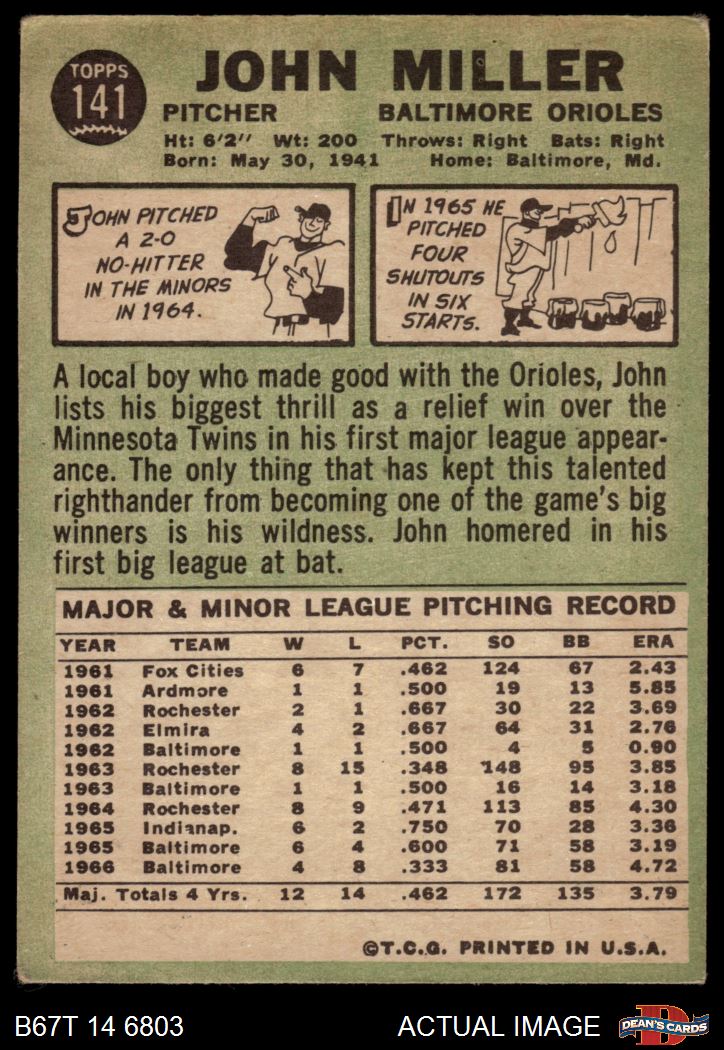 TOPPS
141
JOHN MILLER
PITCHER BALTIMORE ORIOLES
Ht: 6'2" Wt: 200 Throws: Right Bats: Right
Born: May 30, 1941 Home: Baltimore, Md.
JOHN PITCHED
A 2-0
NO-HITTER
IN THE MINORS
IN 1964.
IN 1965 HE
PITCHED
FOUR
SHUTOUTS
IN SIX
STARTS.
A local boy who made good with the Orioles, John
lists his biggest thrill as a relief win over the
Minnesota Twins in his first major league appear-
ance. The only thing that has kept this talented
righthander from becoming one of the game's big
winners is his wildness. John homered in his
first big league at bat.
MAJOR & MINOR LEAGUE PITCHING RECORD
YEAR TEAM W L PCT. SO BB ERA
1961 Fox Cities 6 7 .462 124 67 2.43
1961 Ardmore 1 1 .500 19 13 5.85
1962 Rochester 2 1 .667 30 22 3.69
1962 Elmira 4 2 .667 64 31 2.76
1962 Baltimore 1 1 .500 4 5 0.90
1963 Rochester 8 15 .348 148 95 3.85
1963 Baltimore 1 1 .500 16 14 3.18
1964 Rochester 8 9 .471 113 85 4.30
1965 Indianap. 6 2 .750 70 28 3.36
1965 Baltimore 6 4 .600 71 58 3.19
1966 Baltimore 4 8 .333 81 58 4.72
Maj. Totals 4 Yrs. 12 14 .462 172 135 3.79
©T.C.G. PRINTED IN U.S.A.
B67T 14 6803 ACTUAL IMAGE DEAN'S CARDS